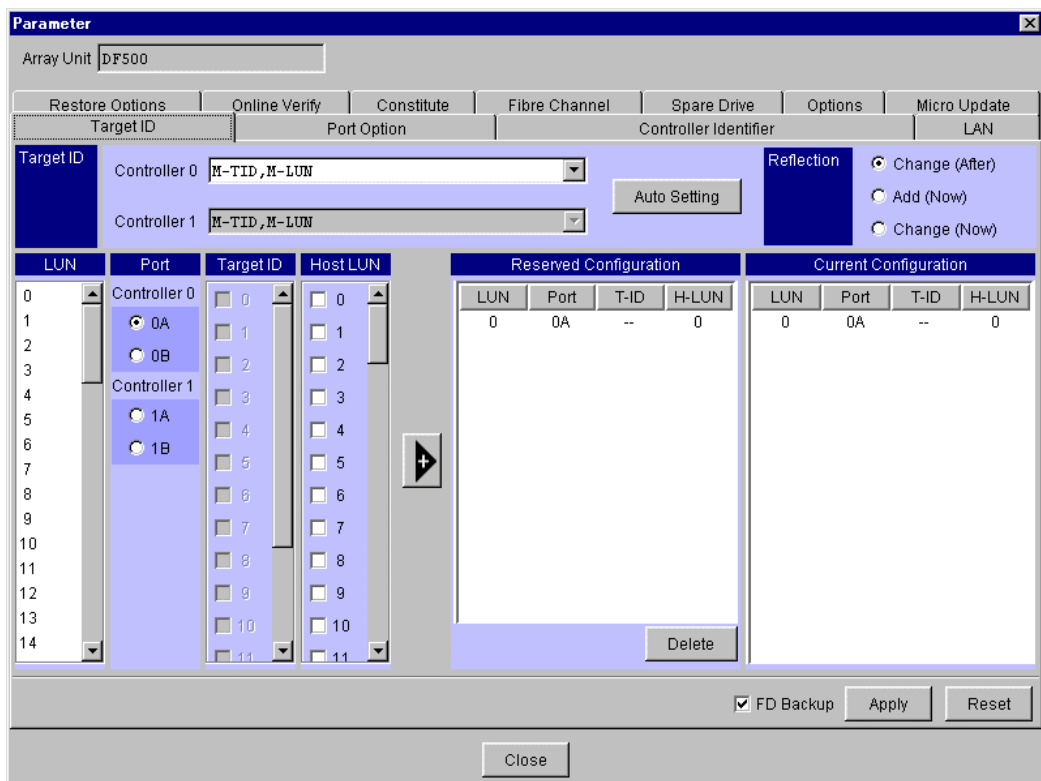 Parameter
Array Unit DF500
Restore Options Online Verify Constitute Fibre Channel Spare Drive Options Micro Update
Target ID Port Option Controller Identifier LAN
Target ID
Controller 0 M-TID,M-LUN
Controller 1 M-TID,M-LUN
Auto Setting
Reflection
Change (After)
Add (Now)
Change (Now)
LUN
0
1
2
3
4
5
6
7
8
9
10
11
12
13
14
Port
Controller 0
0A
0B
Controller 1
1A
1B
Target ID
0
1
2
3
4
5
6
7
8
9
10
11
Host LUN
0
1
2
3
4
5
6
7
8
9
10
11
+
Reserved Configuration
LUN Port T-ID H-LUN
0 0A -- 0
Delete
Current Configuration
LUN Port T-ID H-LUN
0 0A -- 0
FD Backup Apply Reset
Close